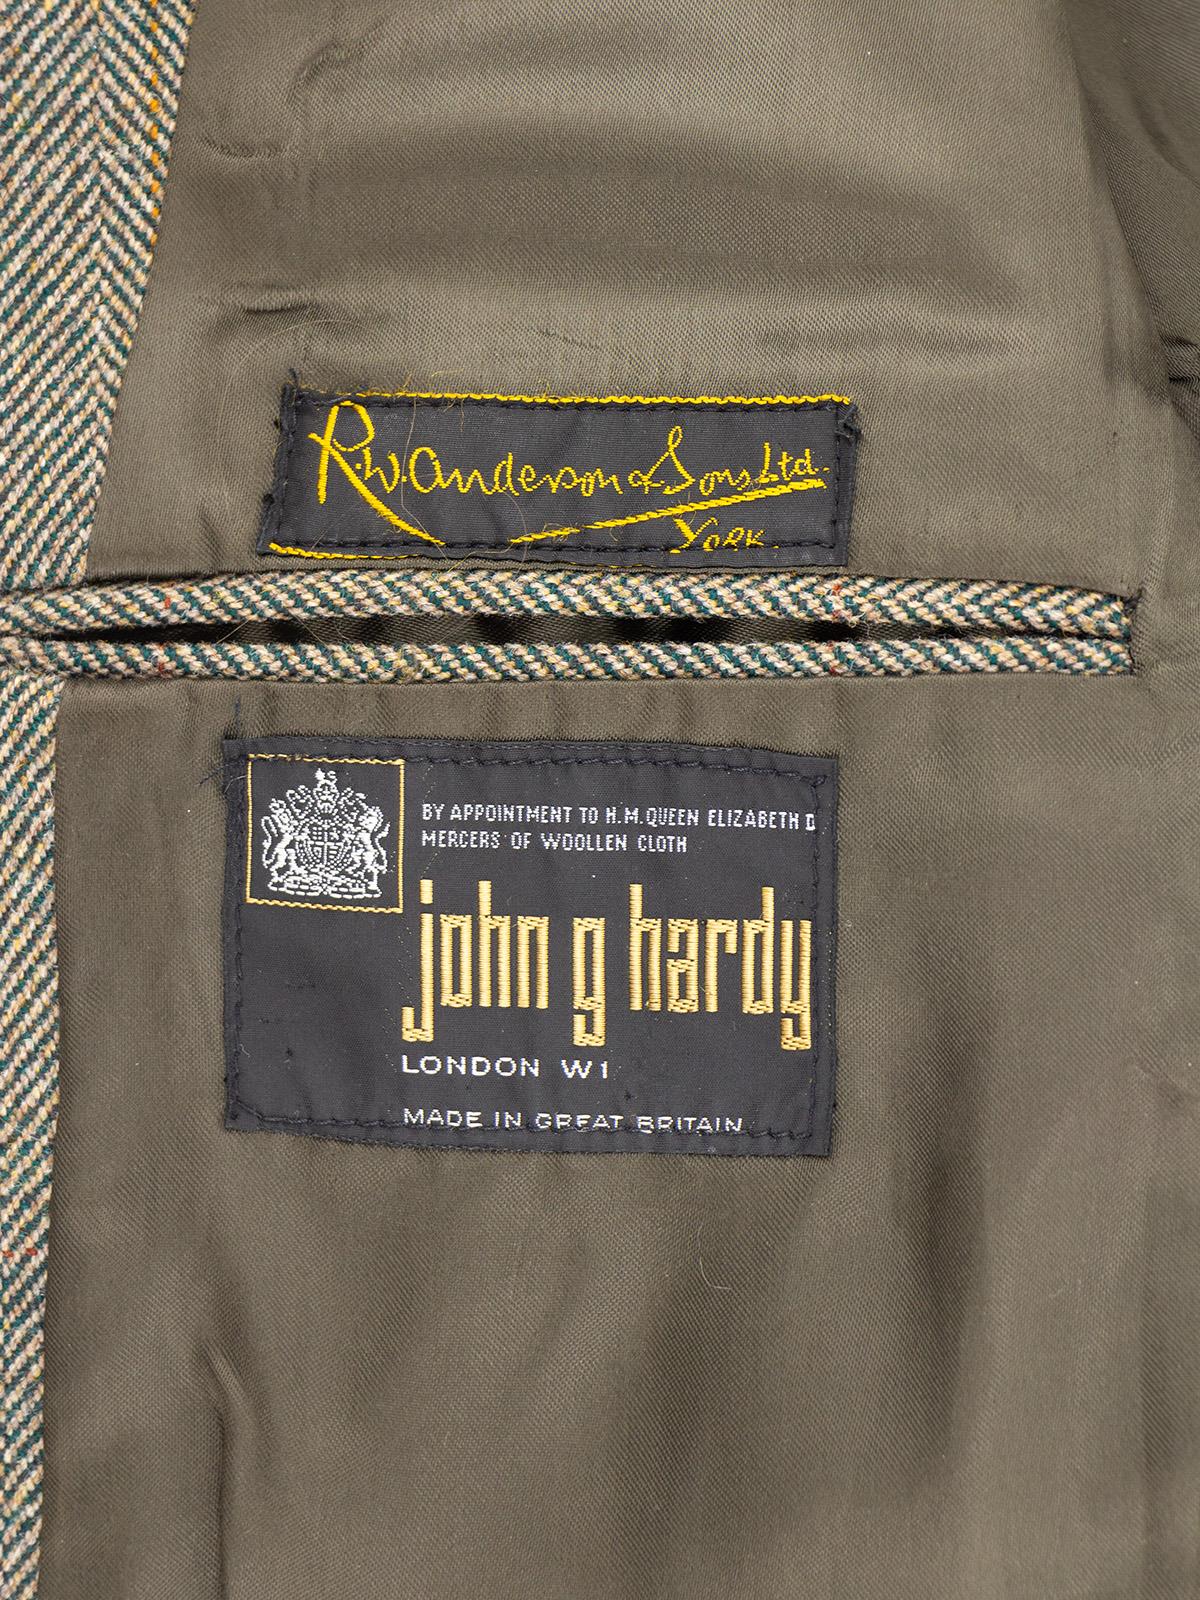 R.W. Anderson & Sons Ltd.
York.
BY APPOINTMENT TO H.M. QUEEN ELIZABETH II
MERCERS OF WOOLLEN CLOTH
john g hardy
LONDON W1
MADE IN GREAT BRITAIN